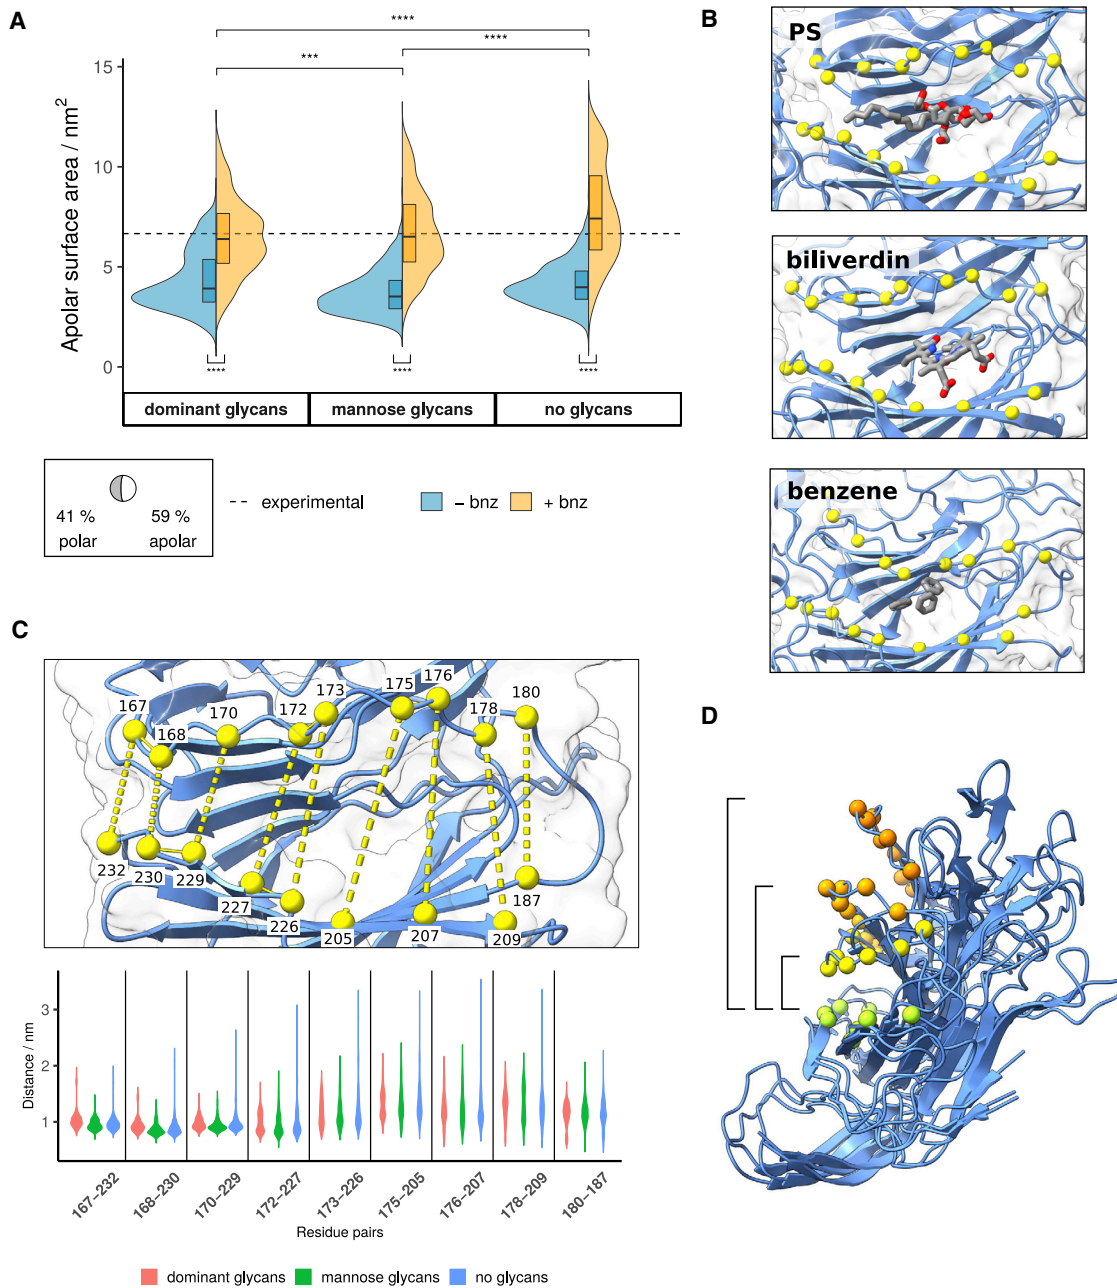 A
****
****
***
15
10
5
0
Apolar surface area / nm²
****
****
****
dominant glycans
mannose glycans
no glycans
41 %
polar
59 %
apolar
experimental
– bnz
+ bnz
B
PS
biliverdin
benzene
C
167
168
170
172
173
175
176
178
180
232
230
229
227
226
205
207
209
187
Distance / nm
3
2
1
167–232
168–230
170–229
172–227
173–226
175–205
176–207
178–209
180–187
Residue pairs
dominant glycans
mannose glycans
no glycans
D